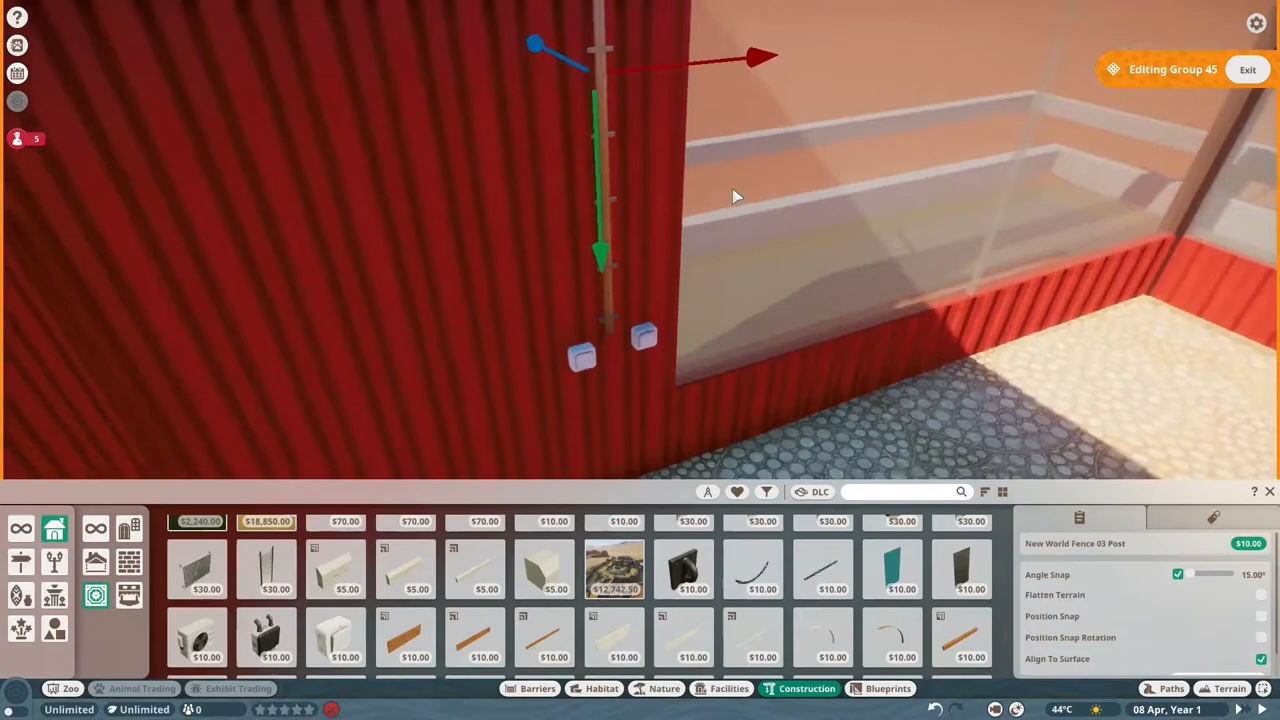 ?
Editing Group 45
Exit
5
DLC
? ×
$2,240.00 $18,850.00 $70.00 $70.00 $70.00 $10.00 $10.00 $30.00 $30.00 $30.00 $30.00
$30.00 $30.00 $5.00 $5.00 $5.00 $5.00 $12,742.50 $10.00 $10.00 $10.00 $10.00 $10.00
$10.00 $10.00 $10.00 $10.00 $10.00 $10.00 $10.00 $10.00 $10.00 $10.00 $10.00 $10.00
New World Fence 03 Post $10.00
Angle Snap 15.00°
Flatten Terrain
Position Snap
Position Snap Rotation
Align To Surface
Zoo Animal Trading Exhibit Trading Barriers Habitat Nature Facilities Construction Blueprints Paths Terrain
Unlimited Unlimited 0 44°C 08 Apr, Year 1